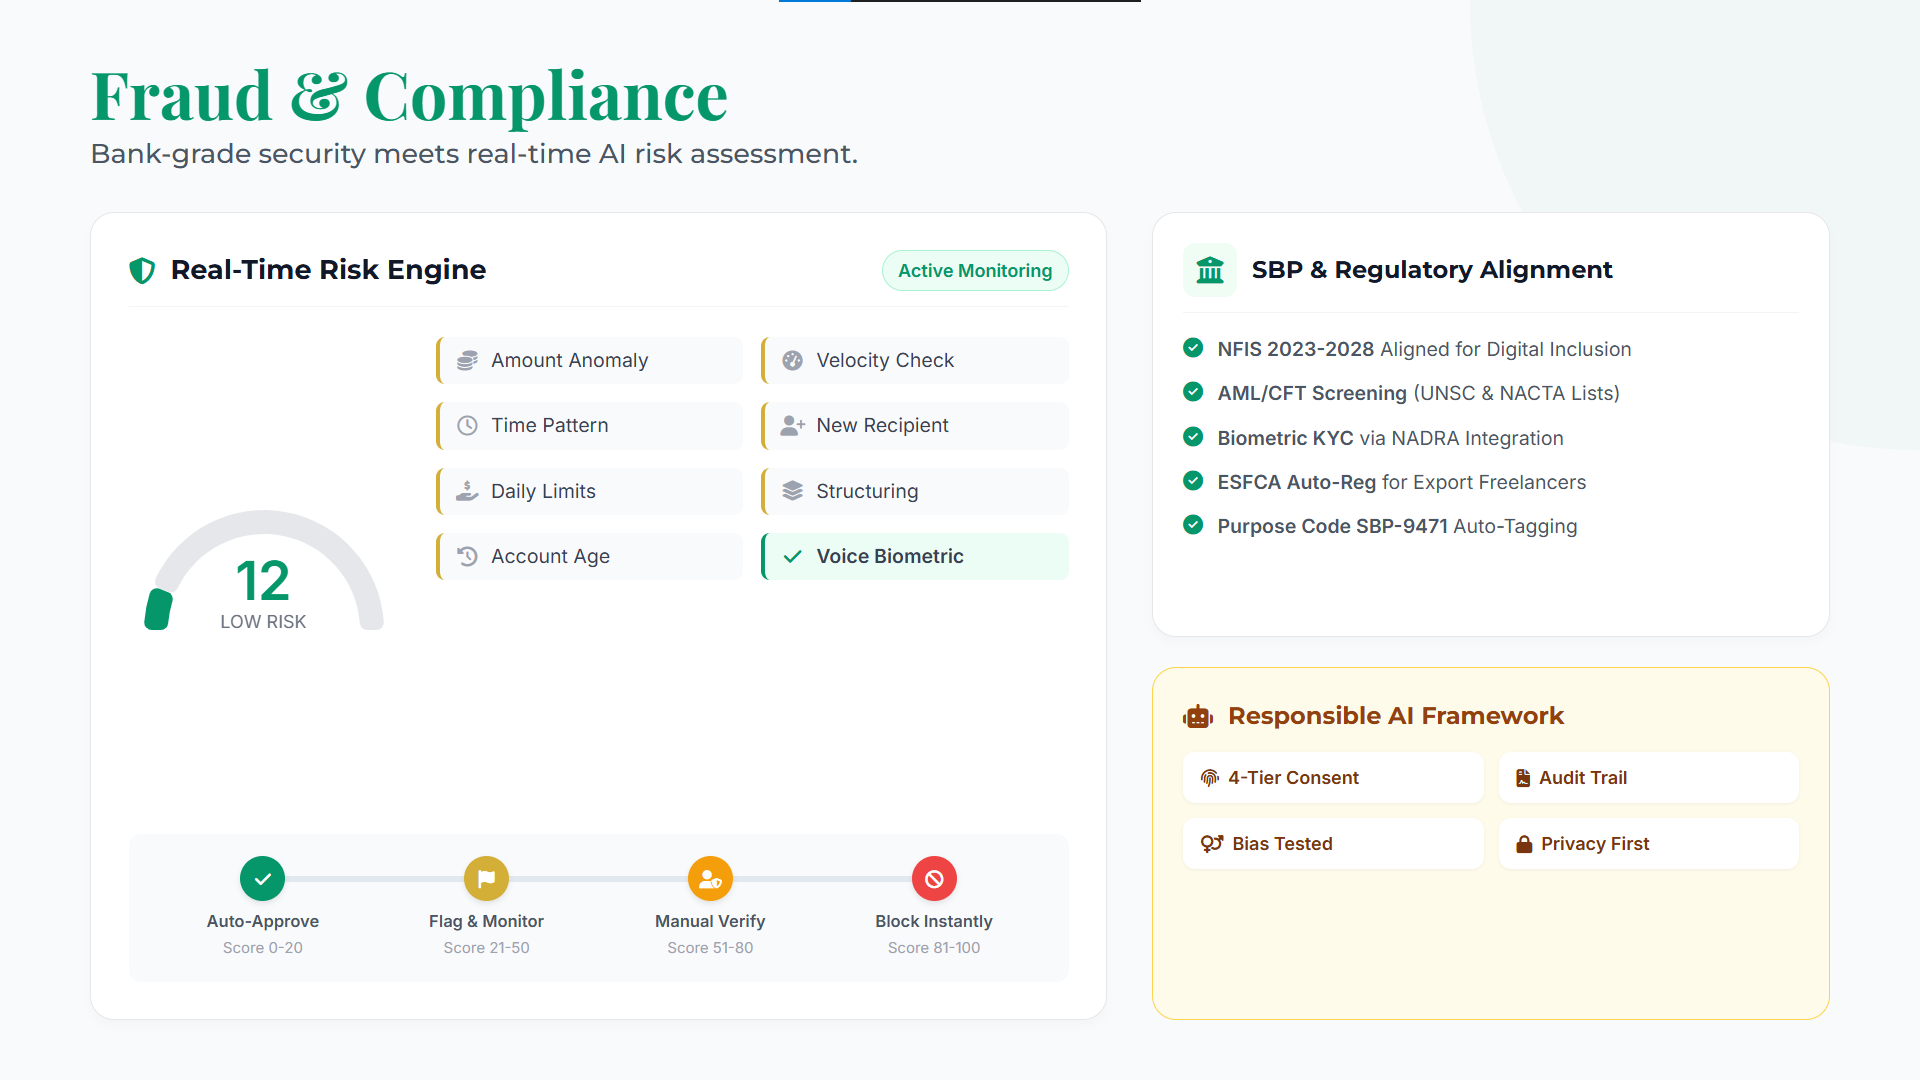 Fraud & Compliance
Bank-grade security meets real-time AI risk assessment.
Real-Time Risk Engine
Active Monitoring
12
LOW RISK
Amount Anomaly
Velocity Check
Time Pattern
New Recipient
Daily Limits
Structuring
Account Age
Voice Biometric
Auto-Approve
Score 0-20
Flag & Monitor
Score 21-50
Manual Verify
Score 51-80
Block Instantly
Score 81-100
SBP & Regulatory Alignment
NFIS 2023-2028 Aligned for Digital Inclusion
AML/CFT Screening (UNSC & NACTA Lists)
Biometric KYC via NADRA Integration
ESFCA Auto-Reg for Export Freelancers
Purpose Code SBP-9471 Auto-Tagging
Responsible AI Framework
4-Tier Consent
Audit Trail
Bias Tested
Privacy First